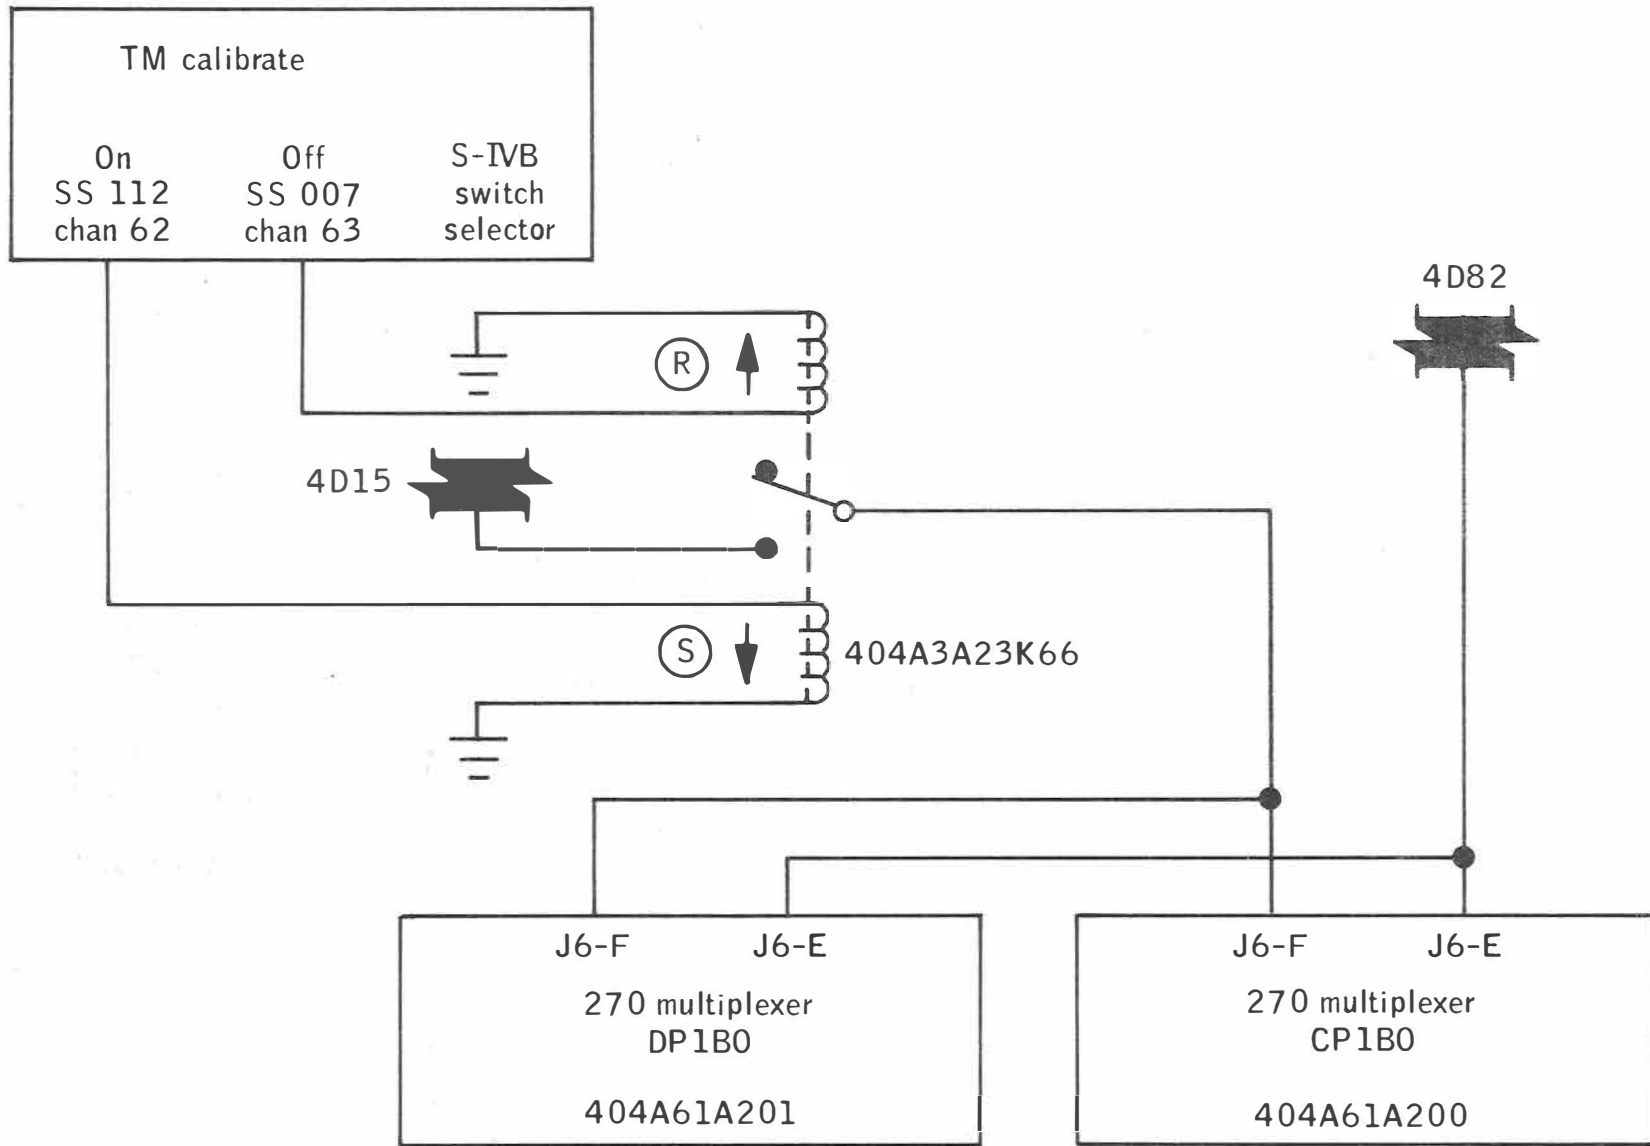 TM calibrate
On
SS 112
chan 62
Off
SS 007
chan 63
S-IVB
switch
selector
4D82
R
4D15
S
404A3A23K66
J6-F
J6-E
270 multiplexer
DP1B0
404A61A201
J6-F
J6-E
270 multiplexer
CP1B0
404A61A200